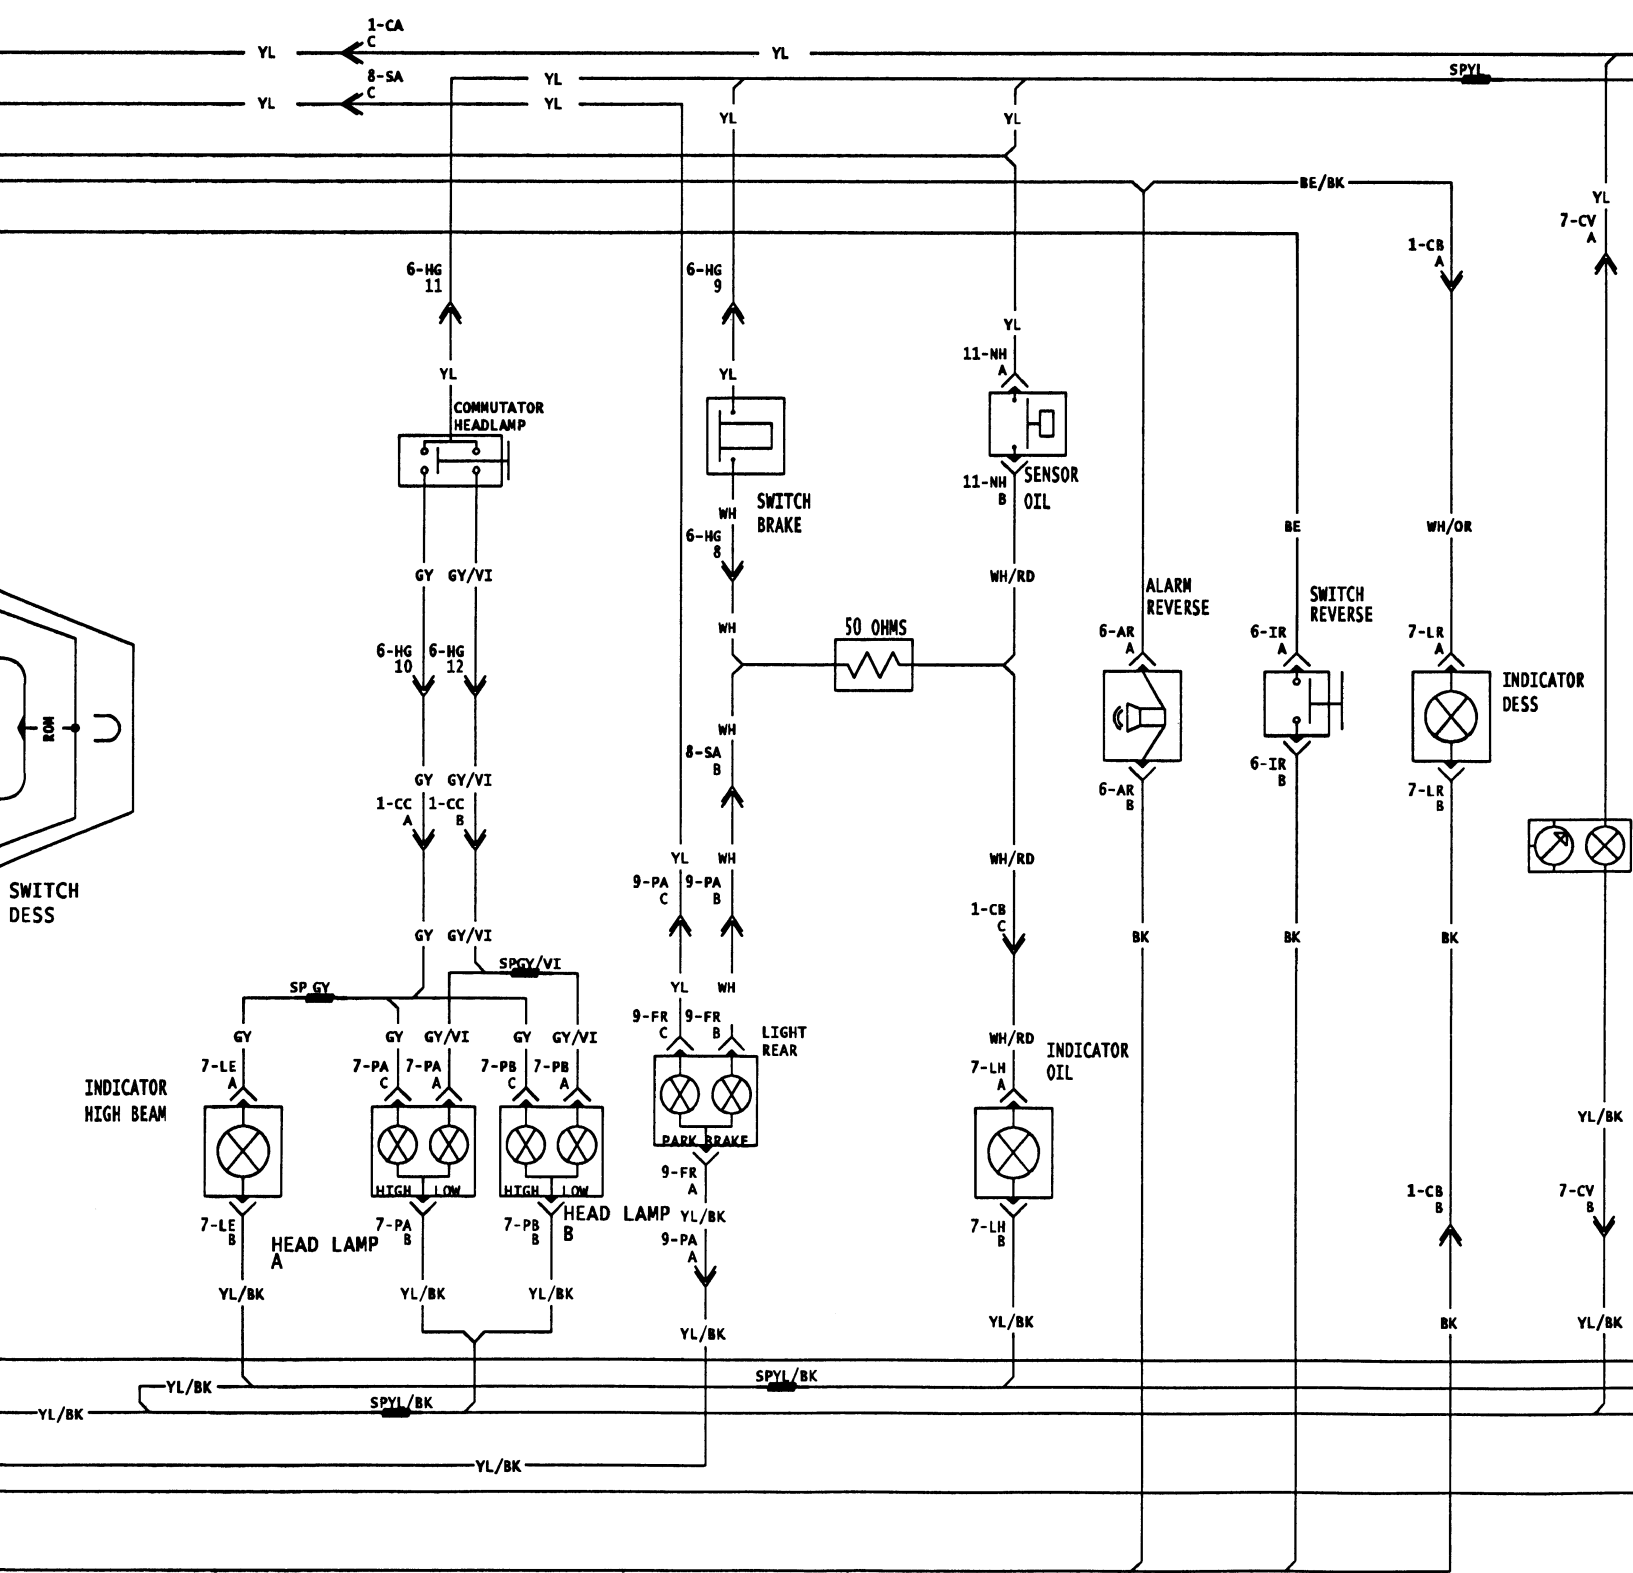 1-CA
C
YL
YL
8-SA
C
YL
YL
YL
SPYL
YL
YL
BE/BK
YL
7-CV
A
1-CB
A
6-HG
11
6-HG
9
YL
11-NH
A
YL
YL
COMMUTATOR
HEADLAMP
SENSOR
OIL
11-NH
B
SWITCH
BRAKE
WH
6-HG
8
BE
WH/OR
GY
GY/VI
WH/RD
ALARM
REVERSE
SWITCH
REVERSE
WH
50 OHMS
6-AR
A
6-IR
A
7-LR
A
6-HG
10
6-HG
12
INDICATOR
DESS
ROM
WH
8-SA
B
6-IR
B
GY
GY/VI
6-AR
B
7-LR
B
1-CC
A
1-CC
B
YL
WH
WH/RD
SWITCH
DESS
9-PA
C
9-PA
B
1-CB
C
GY
GY/VI
BK
BK
BK
SPGY/VI
SP GY
YL
WH
9-FR
C
9-FR
B
LIGHT
REAR
GY
GY
GY/VI
GY
GY/VI
WH/RD
INDICATOR
OIL
7-LE
A
7-PA
C
7-PA
A
7-PB
C
7-PB
A
7-LH
A
INDICATOR
HIGH BEAM
YL/BK
PARK BRAKE
9-FR
A
HIGH LOW
HIGH LOW
1-CB
B
7-CV
B
7-LE
B
7-PA
B
7-PB
B
HEAD LAMP
B
YL/BK
7-LH
B
HEAD LAMP
A
9-PA
A
YL/BK
YL/BK
YL/BK
YL/BK
YL/BK
BK
YL/BK
SPYL/BK
YL/BK
SPYL/BK
YL/BK
YL/BK